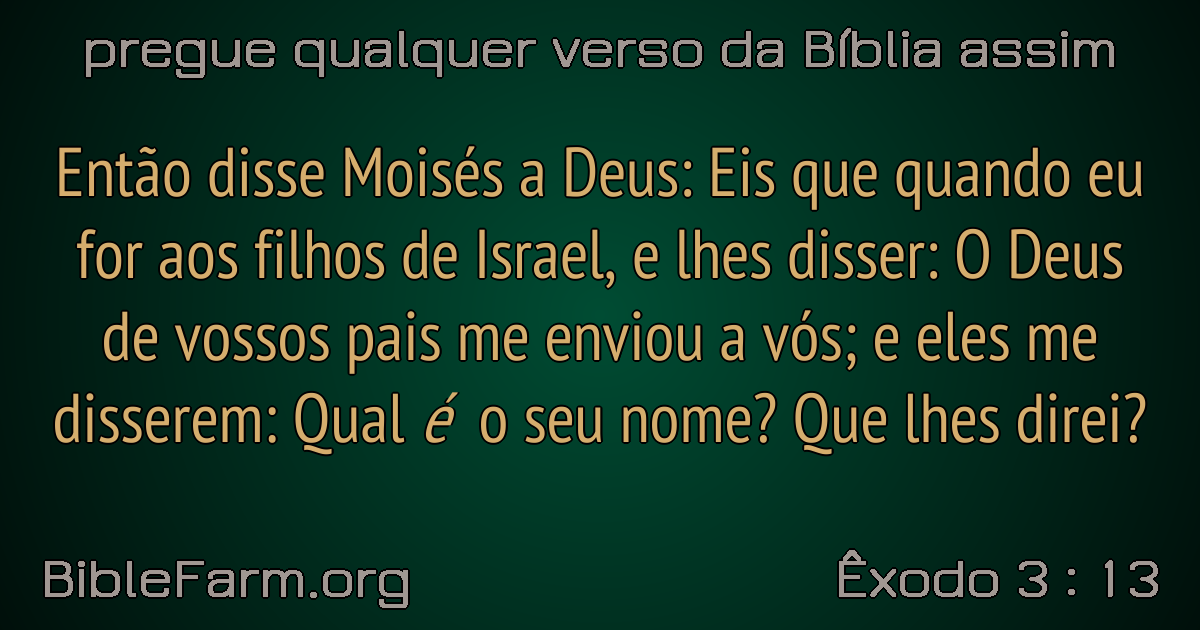 pregue qualquer verso da Bíblia assim
Então disse Moisés a Deus: Eis que quando eu
for aos filhos de Israel, e lhes disser: O Deus
de vossos pais me enviou a vós; e eles me
disserem: Qual é o seu nome? Que lhes direi?
BibleFarm.org
Êxodo 3 : 13